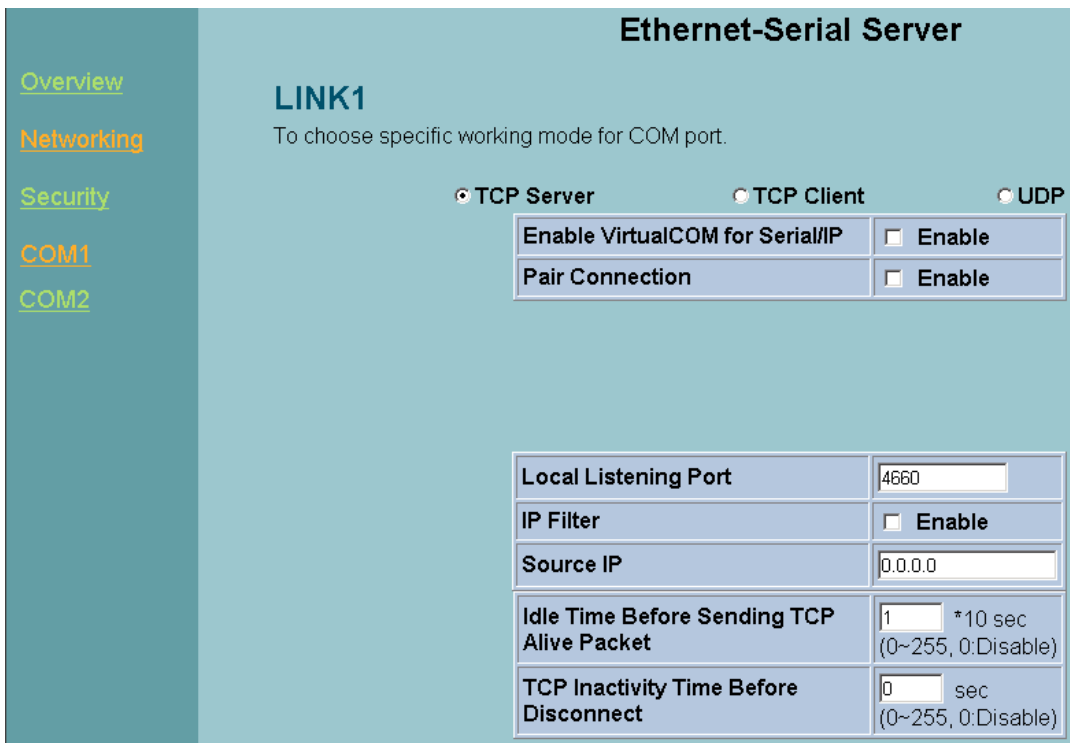 Ethernet-Serial Server
Overview
Networking
Security
COM1
COM2
LINK1
To choose specific working mode for COM port.
TCP Server TCP Client UDP
Enable VirtualCOM for Serial/IP Enable
Pair Connection Enable
Local Listening Port 4660
IP Filter Enable
Source IP 0.0.0.0
Idle Time Before Sending TCP
Alive Packet
1 *10 sec
(0~255, 0:Disable)
TCP Inactivity Time Before
Disconnect
0 sec
(0~255, 0:Disable)